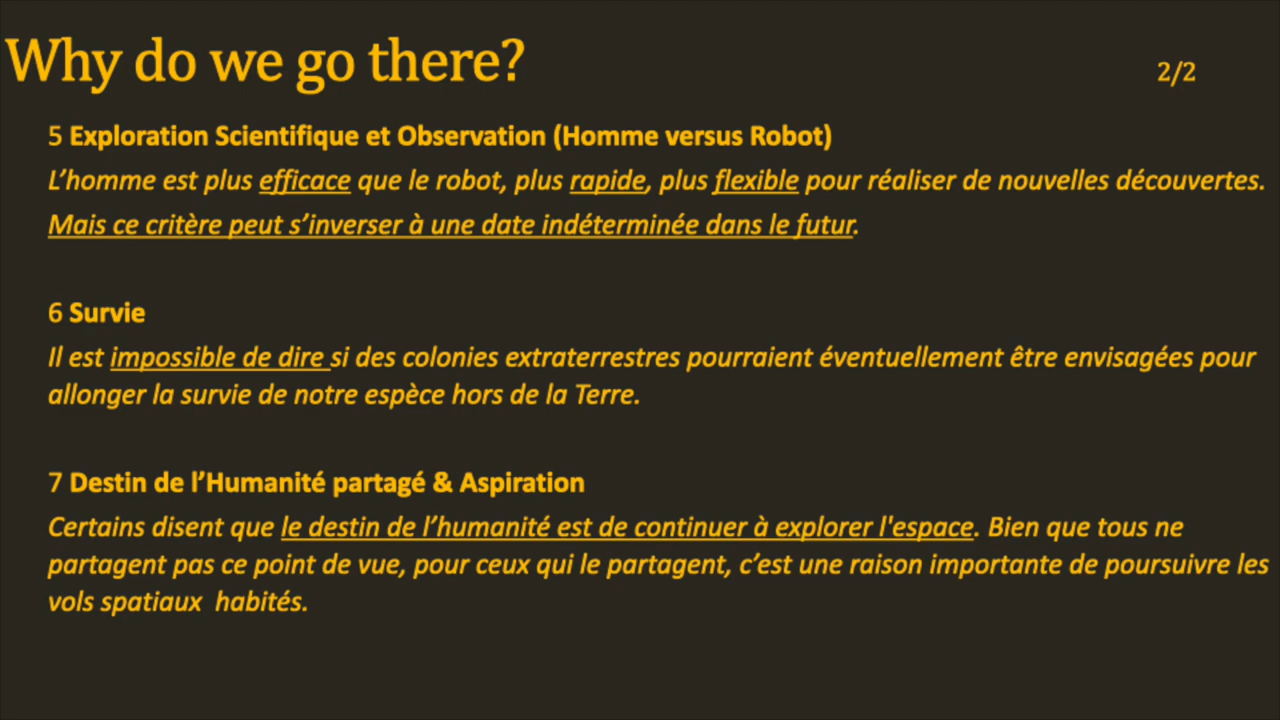 Why do we go there?
2/2
5 Exploration Scientifique et Observation (Homme versus Robot)
L’homme est plus efficace que le robot, plus rapide, plus flexible pour réaliser de nouvelles découvertes.
Mais ce critère peut s’inverser à une date indéterminée dans le futur.
6 Survie
Il est impossible de dire si des colonies extraterrestres pourraient éventuellement être envisagées pour
allonger la survie de notre espèce hors de la Terre.
7 Destin de l’Humanité partagé & Aspiration
Certains disent que le destin de l’humanité est de continuer à explorer l'espace. Bien que tous ne
partagent pas ce point de vue, pour ceux qui le partagent, c’est une raison importante de poursuivre les
vols spatiaux  habités.